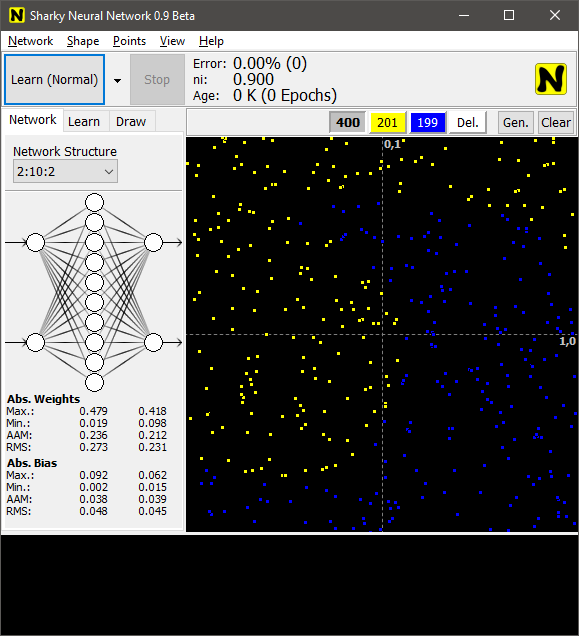 Sharky Neural Network 0.9 Beta
Network Shape Points View Help
Learn (Normal) Stop
Error: 0.00% (0)
ni: 0.900
Age: 0 K (0 Epochs)
N
Network Learn Draw
400 201 199 Del. Gen. Clear
Network Structure
2:10:2
0,1
1,0
Abs. Weights
Max.: 0.479 0.418
Min.: 0.019 0.098
AAM: 0.236 0.212
RMS: 0.273 0.231
Abs. Bias
Max.: 0.092 0.062
Min.: 0.002 0.015
AAM: 0.038 0.039
RMS: 0.048 0.045